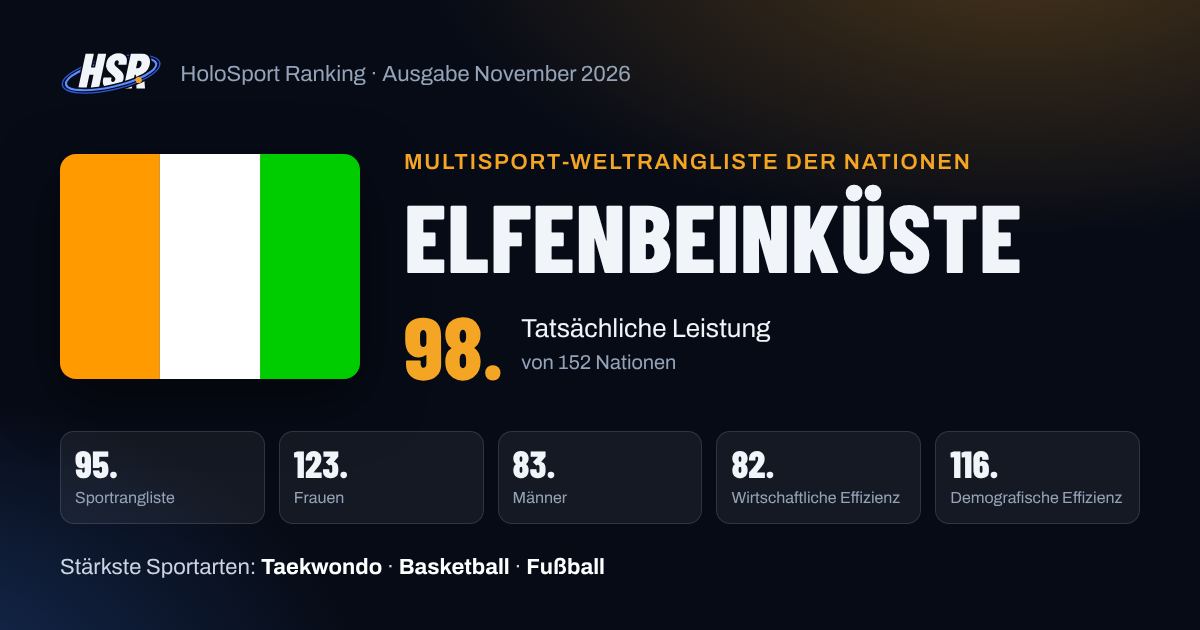 HSR
HoloSport Ranking · Ausgabe November 2026
MULTISPORT-WELTRANGLISTE DER NATIONEN
ELFENBEINKÜSTE
98.
Tatsächliche Leistung
von 152 Nationen
95.
Sportrangliste
123.
Frauen
83.
Männer
82.
Wirtschaftliche Effizienz
116.
Demografische Effizienz
Stärkste Sportarten: Taekwondo · Basketball · Fußball